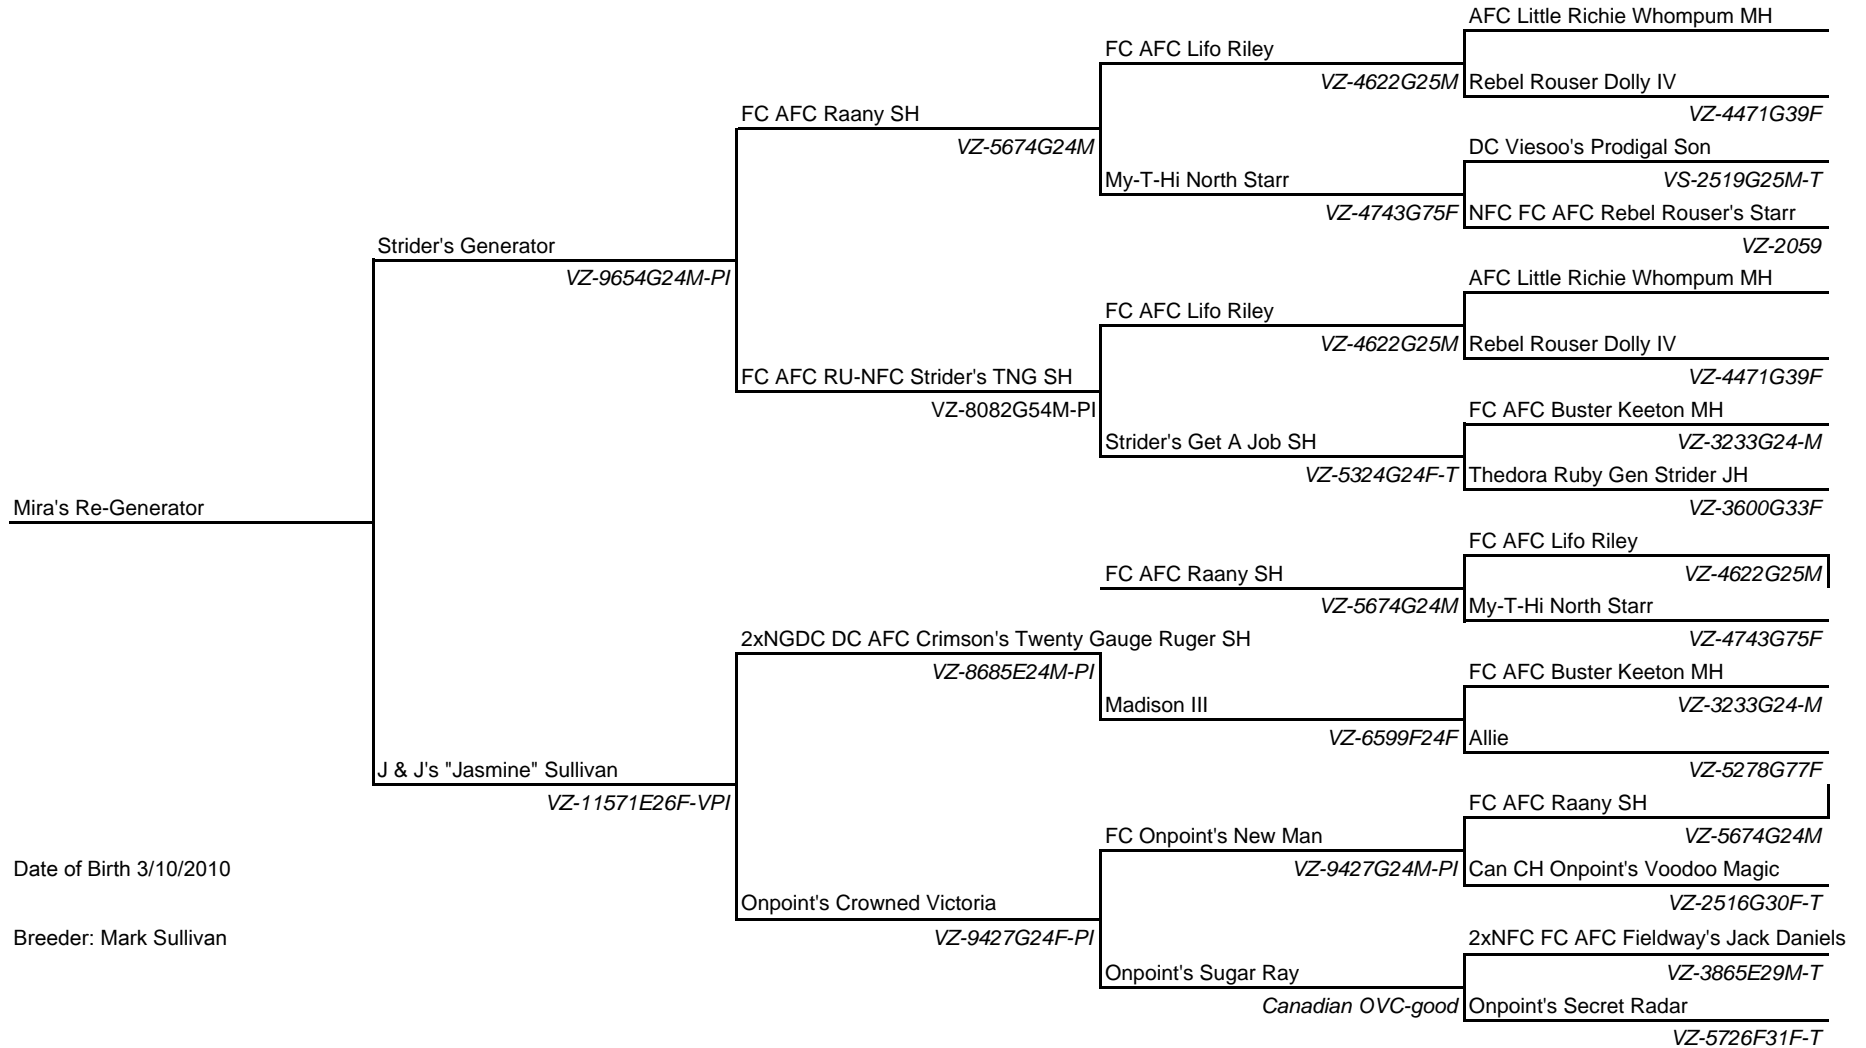 Mira's Re-Generator
Date of Birth 3/10/2010
Breeder: Mark Sullivan
Strider's Generator
VZ-9654G24M-PI
J & J's "Jasmine" Sullivan
VZ-11571E26F-VPI
FC AFC Raany SH
VZ-5674G24M
FC AFC RU-NFC Strider's TNG SH
VZ-8082G54M-PI
2xNGDC DC AFC Crimson's Twenty Gauge Ruger SH
VZ-8685E24M-PI
Onpoint's Crowned Victoria
VZ-9427G24F-PI
FC AFC Lifo Riley
VZ-4622G25M
My-T-Hi North Starr
VZ-4743G75F
FC AFC Lifo Riley
VZ-4622G25M
Strider's Get A Job SH
VZ-5324G24F-T
FC AFC Raany SH
VZ-5674G24M
Madison III
VZ-6599F24F
FC Onpoint's New Man
VZ-9427G24M-PI
Onpoint's Sugar Ray
Canadian OVC-good
AFC Little Richie Whompum MH
Rebel Rouser Dolly IV
VZ-4471G39F
DC Viesoo's Prodigal Son
VS-2519G25M-T
NFC FC AFC Rebel Rouser's Starr
VZ-2059
AFC Little Richie Whompum MH
Rebel Rouser Dolly IV
VZ-4471G39F
FC AFC Buster Keeton MH
VZ-3233G24-M
Thedora Ruby Gen Strider JH
VZ-3600G33F
FC AFC Lifo Riley
VZ-4622G25M
My-T-Hi North Starr
VZ-4743G75F
FC AFC Buster Keeton MH
VZ-3233G24-M
Allie
VZ-5278G77F
FC AFC Raany SH
VZ-5674G24M
Can CH Onpoint's Voodoo Magic
VZ-2516G30F-T
2xNFC FC AFC Fieldway's Jack Daniels
VZ-3865E29M-T
Onpoint's Secret Radar
VZ-5726F31F-T